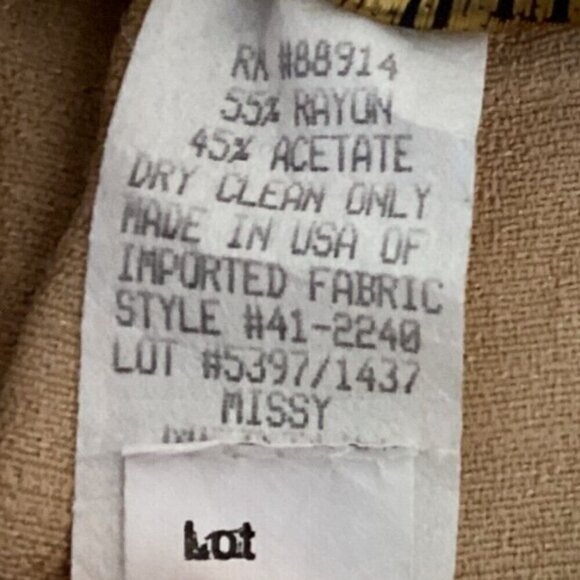 RN #88914
55% RAYON
45% ACETATE
DRY CLEAN ONLY
MADE IN USA OF
IMPORTED FABRIC
STYLE #41-2240
LOT #5397/1437
MISSY
Lot